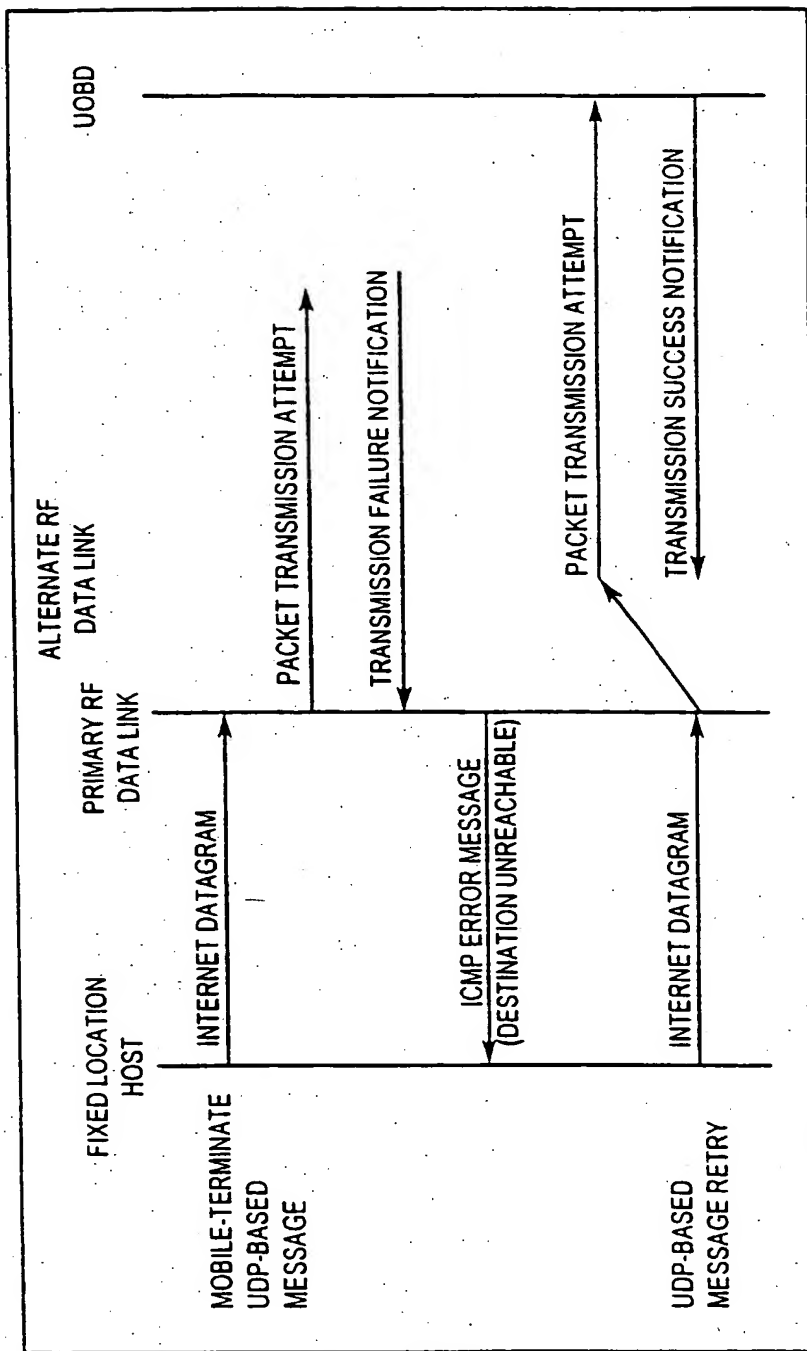 FIXED LOCATION
HOST
PRIMARY RF
DATA LINK
ALTERNATE RF
DATA LINK
UOBD
MOBILE-TERMINATE
UDP-BASED
MESSAGE
INTERNET DATAGRAM
PACKET TRANSMISSION ATTEMPT
TRANSMISSION FAILURE NOTIFICATION
ICMP ERROR MESSAGE
(DESTINATION UNREACHABLE)
UDP-BASED
MESSAGE RETRY
INTERNET DATAGRAM
PACKET TRANSMISSION ATTEMPT
TRANSMISSION SUCCESS NOTIFICATION